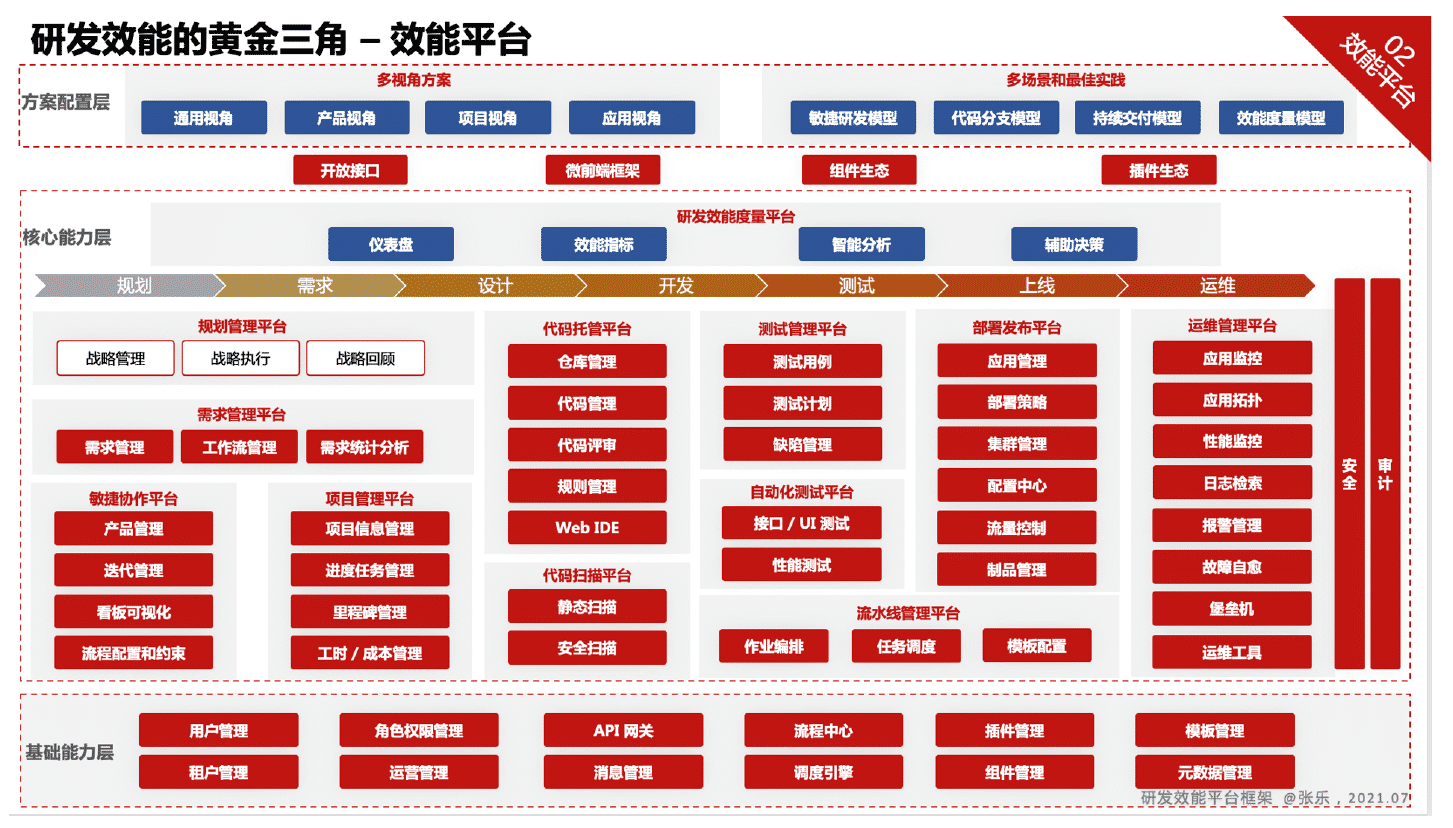 研发效能的黄金三角 – 效能平台
02
效能平台
方案配置层
多视角方案
通用视角
产品视角
项目视角
应用视角
多场景和最佳实践
敏捷研发模型
代码分支模型
持续交付模型
效能度量模型
开放接口
微前端框架
组件生态
插件生态
核心能力层
研发效能度量平台
仪表盘
效能指标
智能分析
辅助决策
规划
需求
设计
开发
测试
上线
运维
规划管理平台
战略管理
战略执行
战略回顾
需求管理平台
需求管理
工作流管理
需求统计分析
敏捷协作平台
产品管理
迭代管理
看板可视化
流程配置和约束
项目管理平台
项目信息管理
进度任务管理
里程碑管理
工时 / 成本管理
代码托管平台
仓库管理
代码管理
代码评审
规则管理
Web IDE
代码扫描平台
静态扫描
安全扫描
测试管理平台
测试用例
测试计划
缺陷管理
自动化测试平台
接口 / UI 测试
性能测试
部署发布平台
应用管理
部署策略
集群管理
配置中心
流量控制
制品管理
流水线管理平台
作业编排
任务调度
模板配置
运维管理平台
应用监控
应用拓扑
性能监控
日志检索
报警管理
故障自愈
堡垒机
运维工具
安全
审计
基础能力层
用户管理
角色权限管理
API 网关
流程中心
插件管理
模板管理
租户管理
运营管理
消息管理
调度引擎
组件管理
元数据管理
研发效能平台框架 @张乐，2021.07